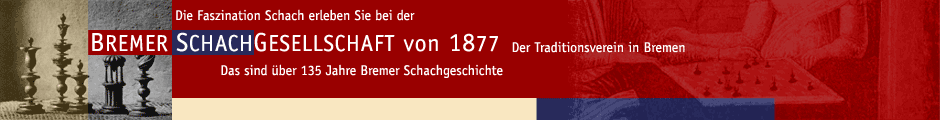 Die Faszination Schach erleben Sie bei der
BREMER SCHACHGESELLSCHAFT von 1877 Der Traditionsverein in Bremen
Das sind über 135 Jahre Bremer Schachgeschichte